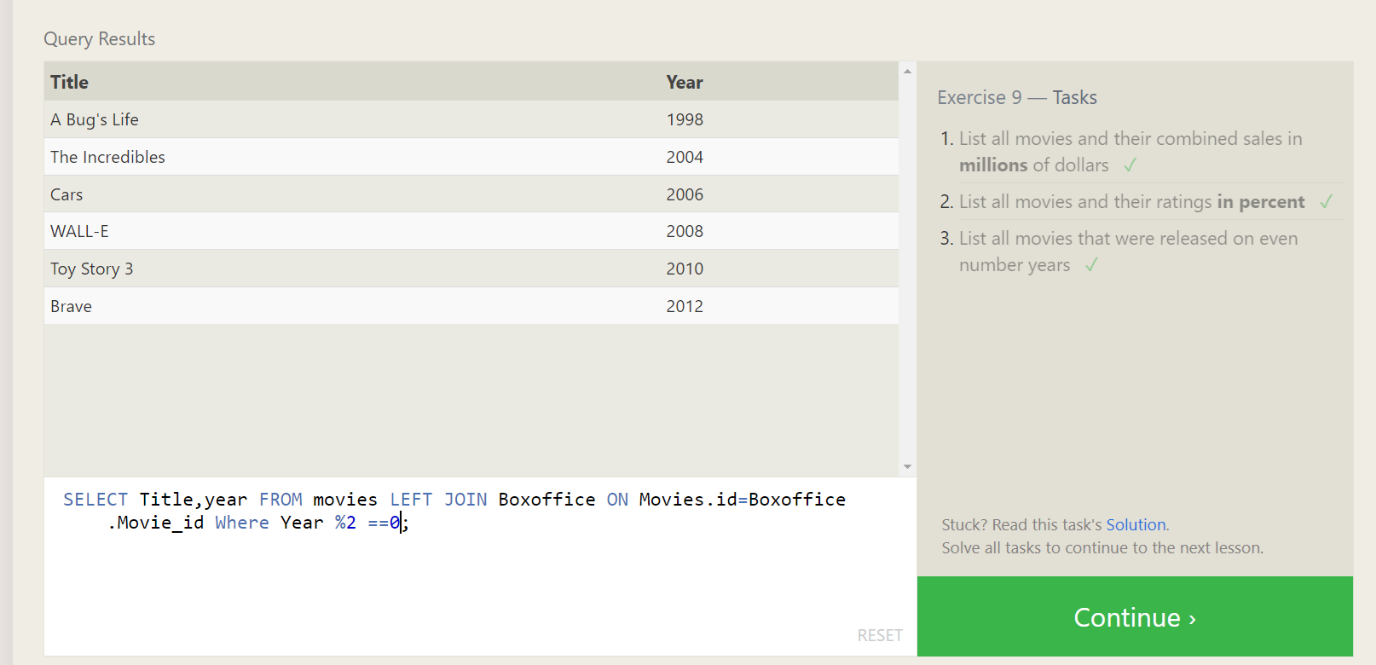 Query Results
Title Year
A Bug's Life 1998
The Incredibles 2004
Cars 2006
WALL-E 2008
Toy Story 3 2010
Brave 2012
SELECT Title,year FROM movies LEFT JOIN Boxoffice ON Movies.id=Boxoffice
.Movie_id Where Year %2 ==0;
RESET
Exercise 9 — Tasks
1. List all movies and their combined sales in
millions of dollars ✓
2. List all movies and their ratings in percent ✓
3. List all movies that were released on even
number years ✓
Stuck? Read this task's Solution.
Solve all tasks to continue to the next lesson.
Continue ›